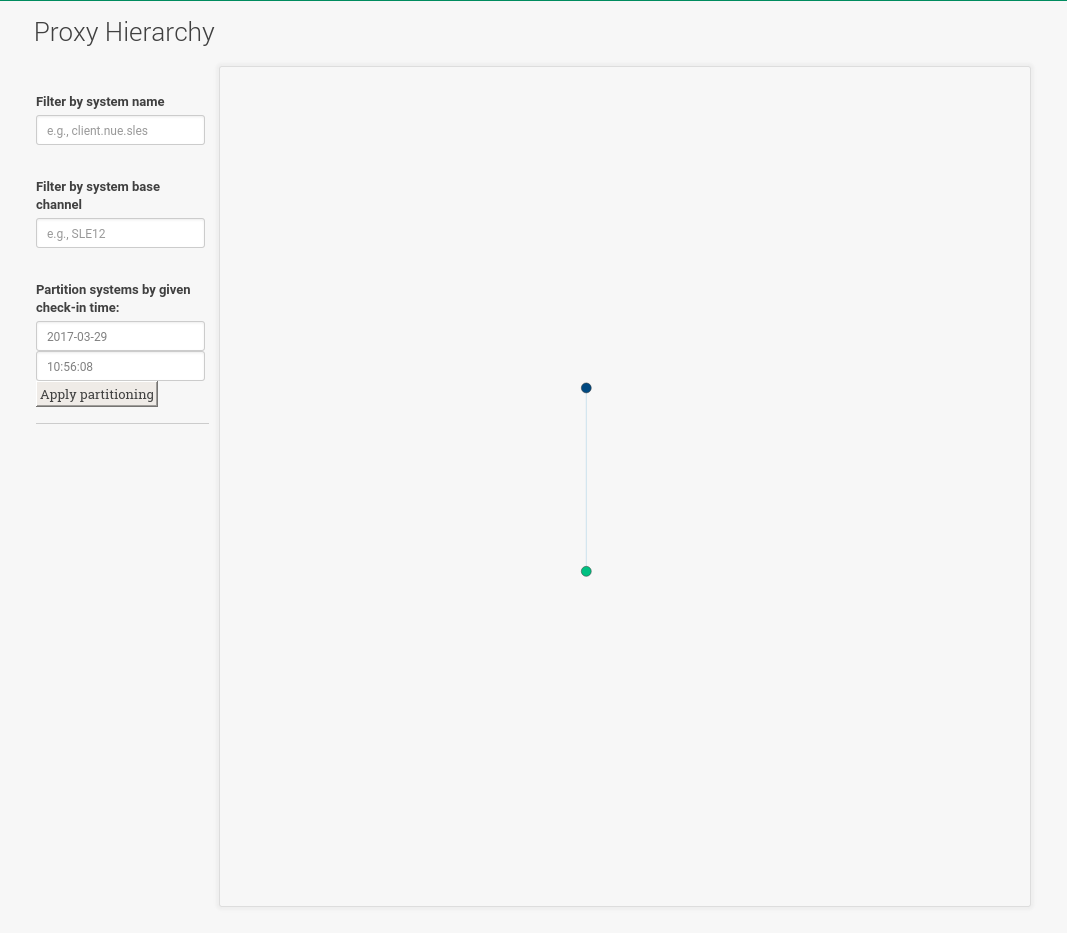 Proxy Hierarchy
Filter by system name
e.g., client.nue.sles
Filter by system base
channel
e.g., SLE12
Partition systems by given
check-in time:
2017-03-29
10:56:08
Apply partitioning